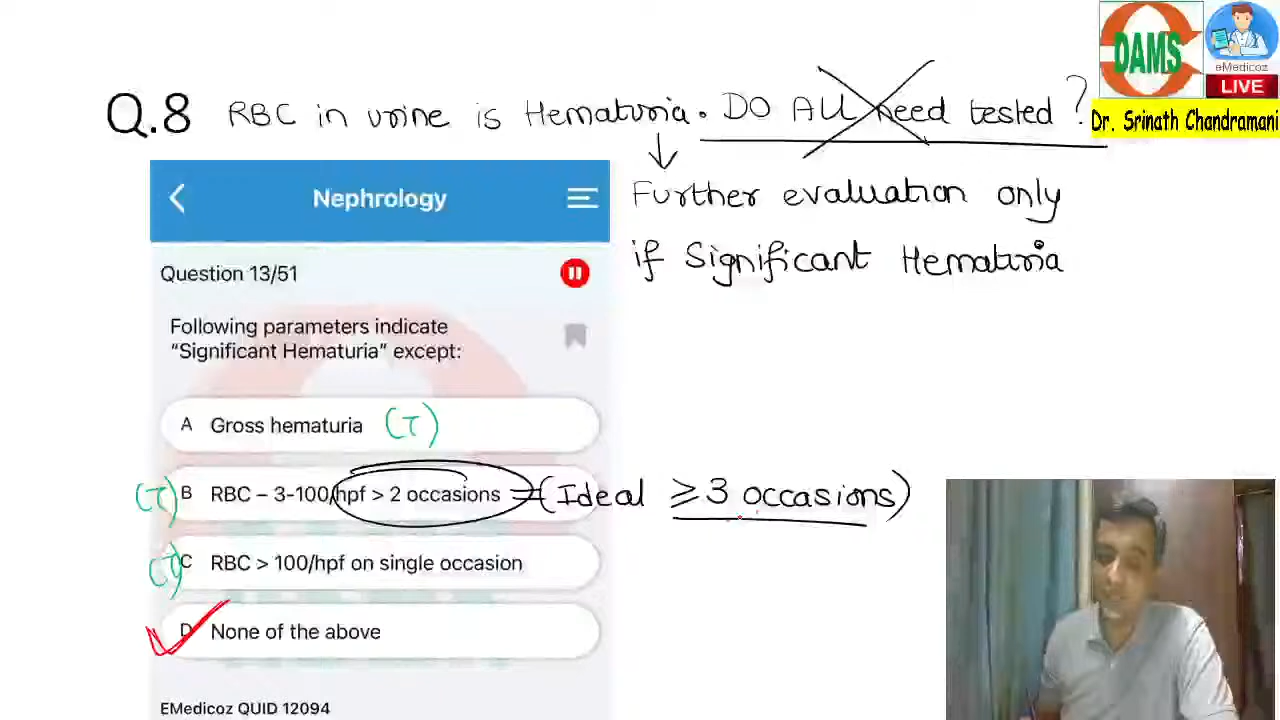 DAMS
eMedicoz
LIVE
Dr. Srinath Chandramani
Q.8 RBC in urine is Hematuria. DO All need tested?
Further evaluation only
if Significant Hematuria
Nephrology
Question 13/51
Following parameters indicate
“Significant Hematuria” except:
A Gross hematuria (T)
(T) B RBC – 3-100/hpf > 2 occasions = (Ideal ≥3 occasions)
(T) C RBC > 100/hpf on single occasion
D None of the above
EMedicoz QUID 12094